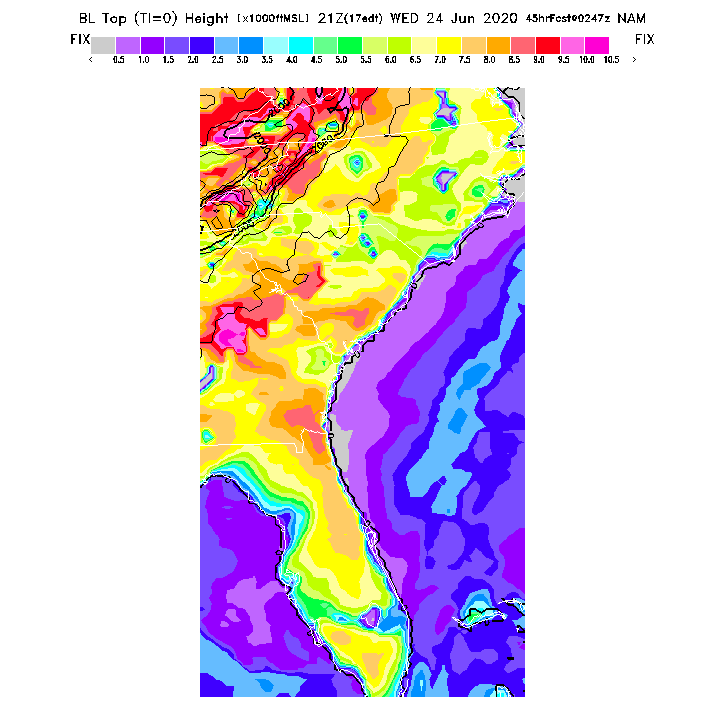 BL Top (TI=0) Height [x1000ftMSL] 21Z(17edt) WED 24 Jun 2020 45hrFcst@0247z NAM
FIX FIX
< 0.5 1.0 1.5 2.0 2.5 3.0 3.5 4.0 4.5 5.0 5.5 6.0 6.5 7.0 7.5 8.0 8.5 9.0 9.5 10.0 10.5 >